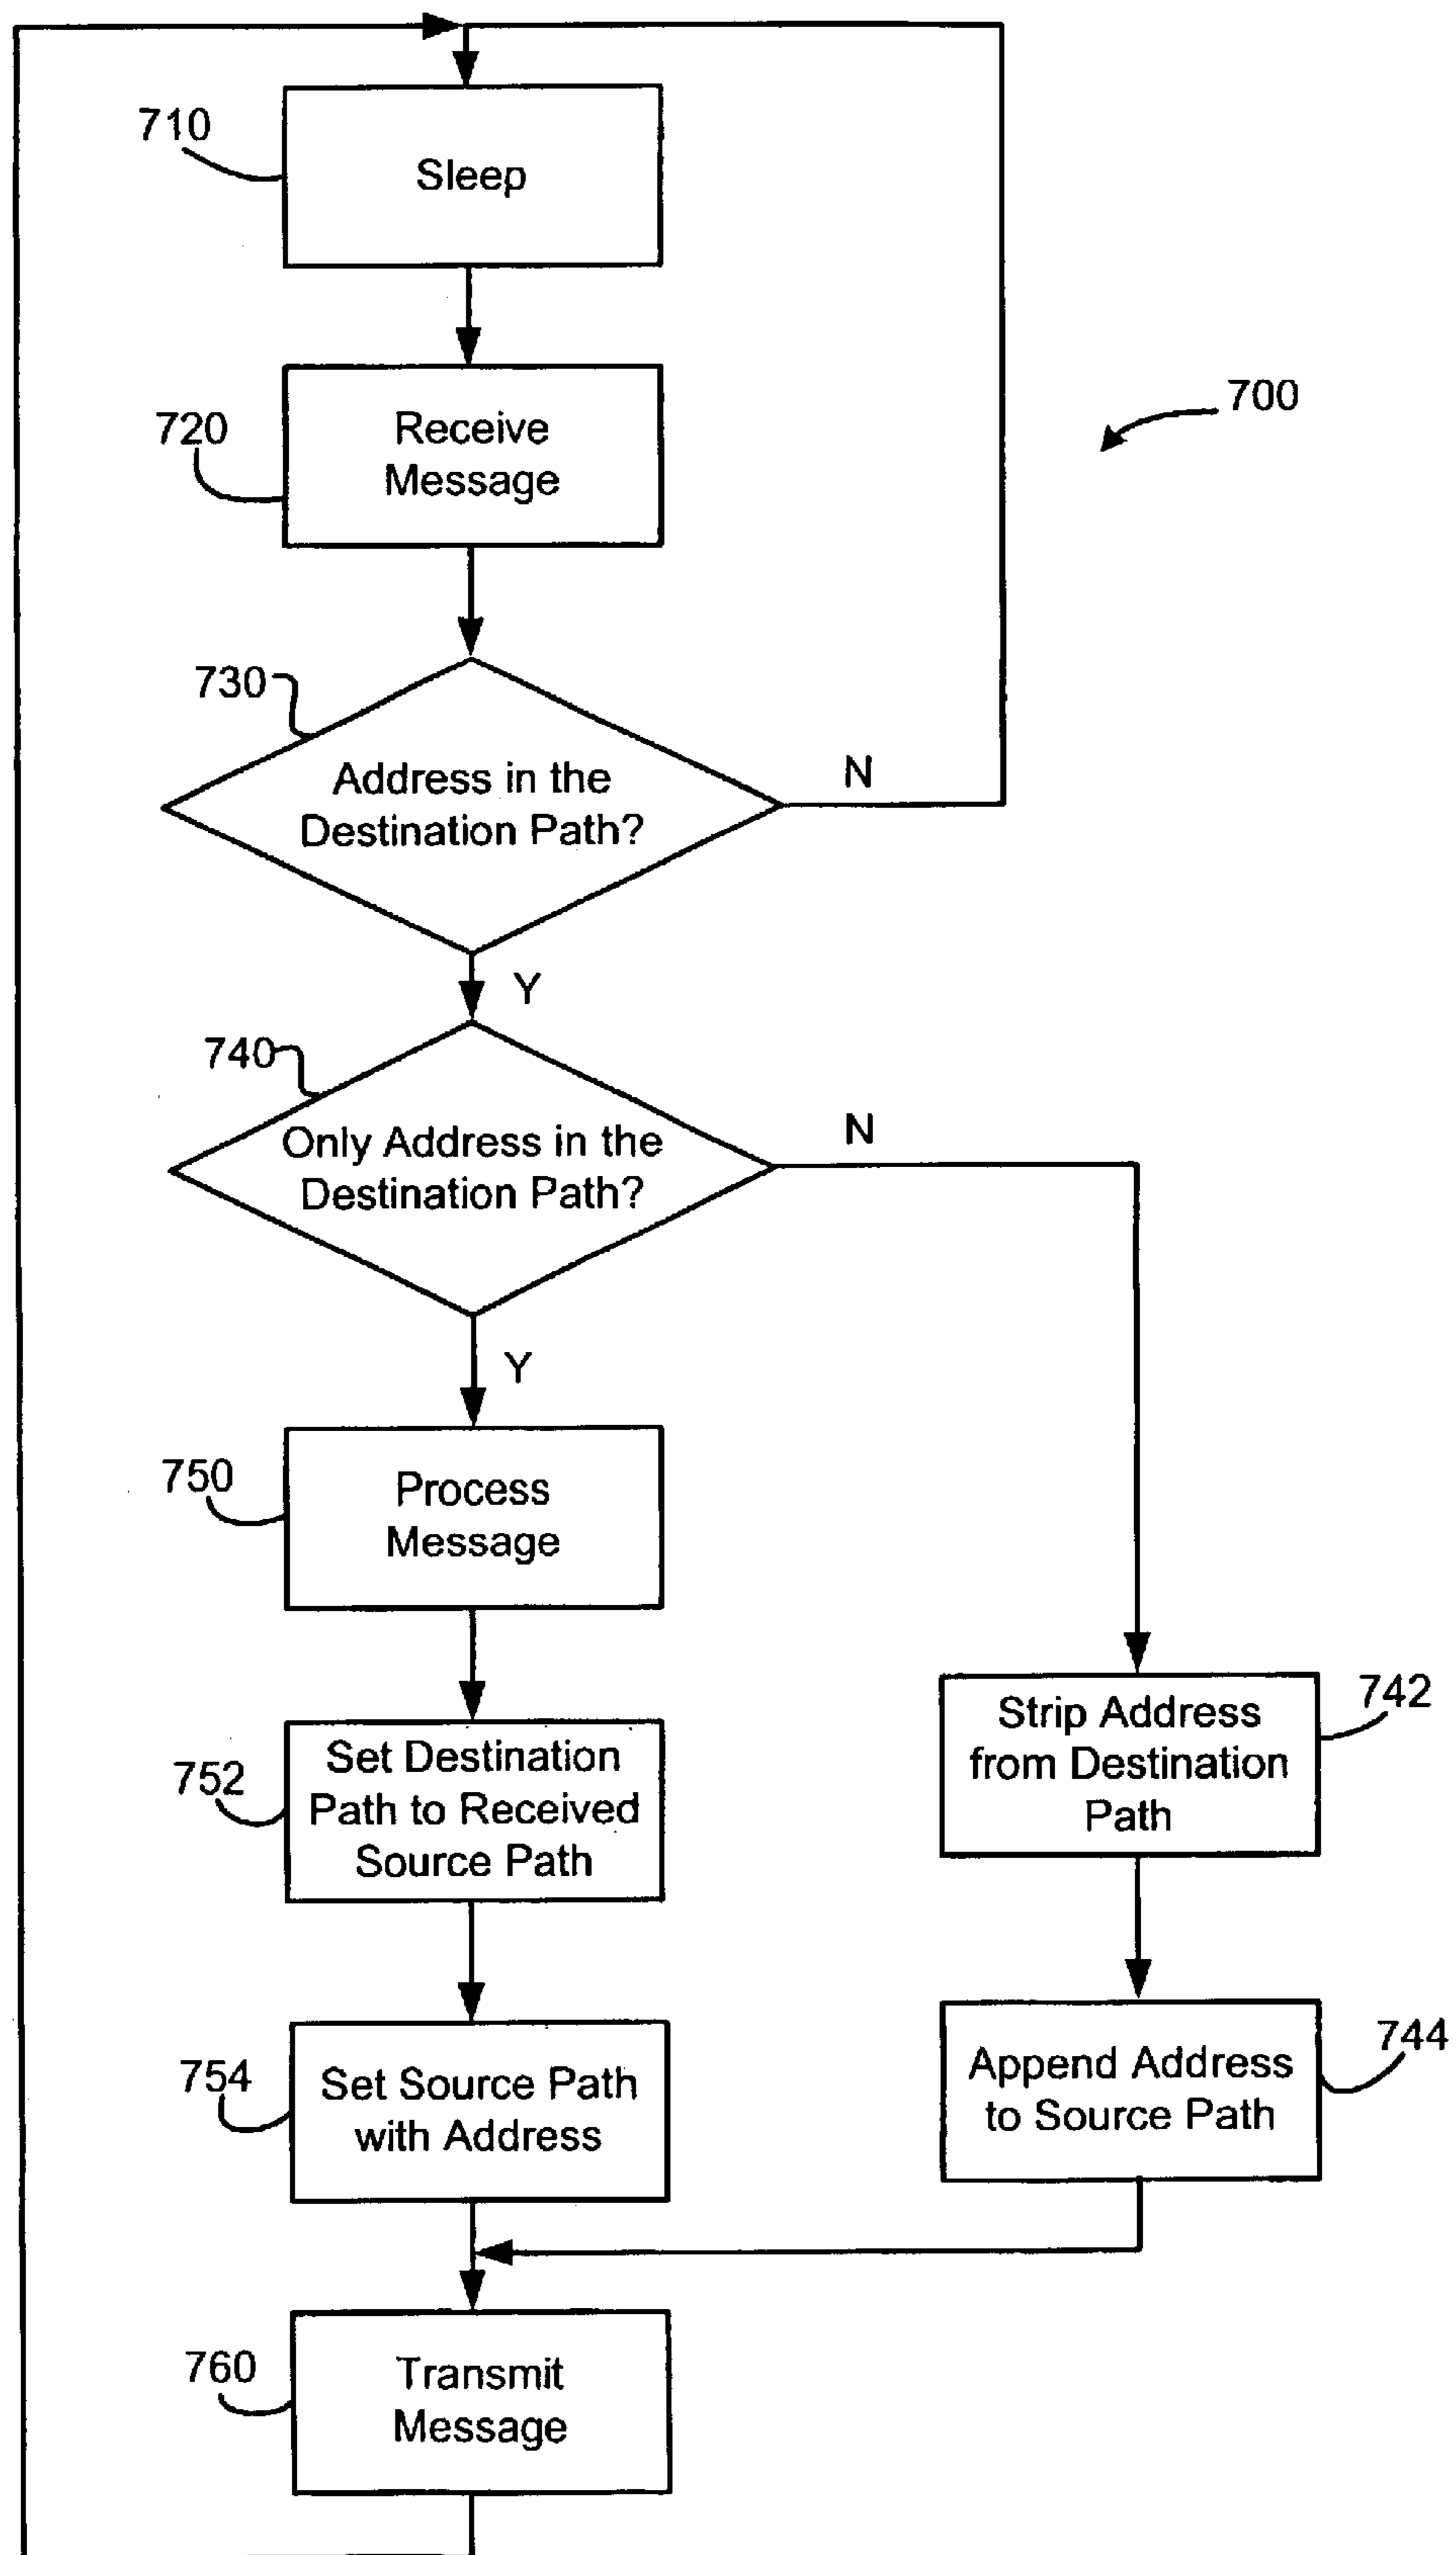 710
Sleep
700
720
Receive
Message
730
Address in the
Destination Path?
N
Y
740
Only Address in the
Destination Path?
N
Y
750
Process
Message
742
Strip Address
from Destination
Path
752
Set Destination
Path to Received
Source Path
744
Append Address
to Source Path
754
Set Source Path
with Address
760
Transmit
Message